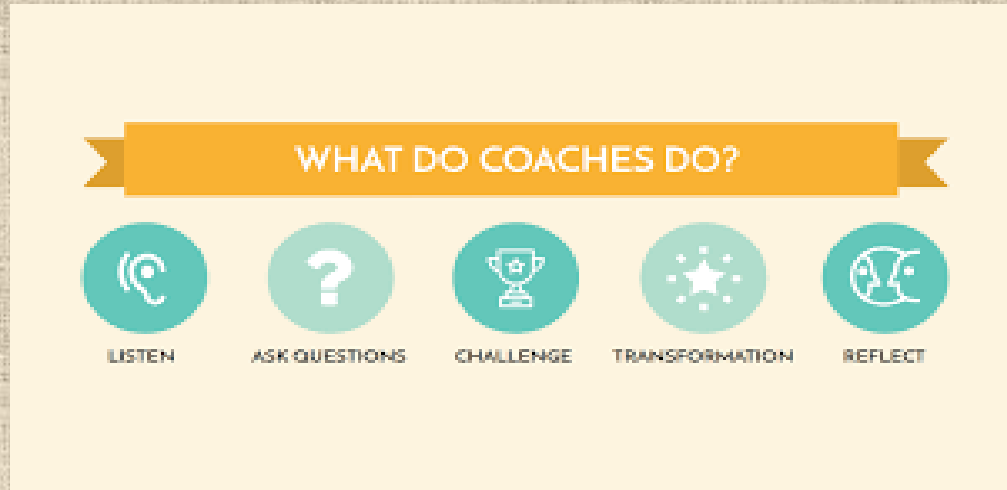 WHAT DO COACHES DO?
LISTEN ASK QUESTIONS CHALLENGE TRANSFORMATION REFLECT